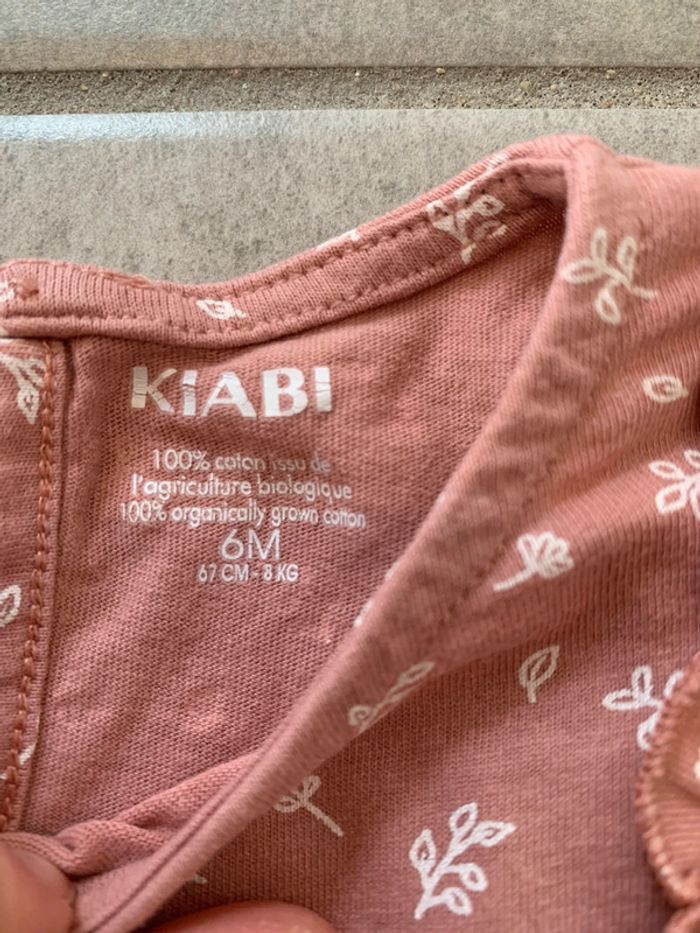 KIABI
100% coton issu de
l'agriculture biologique
100% organically grown cotton
6M
67 CM - 8 KG